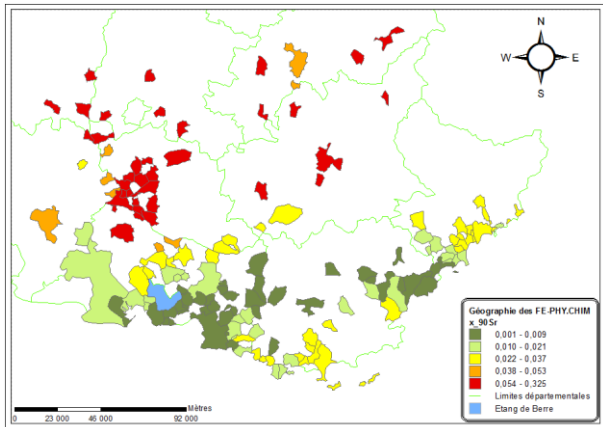 N
W E
S
Géographie des FE-PHY.CHIM
x_90Sr
0,001 - 0,009
0,010 - 0,021
0,022 - 0,037
0,038 - 0,053
0,054 - 0,325
Limites départementales
Etang de Berre
Mètres
0 23 000 46 000 92 000